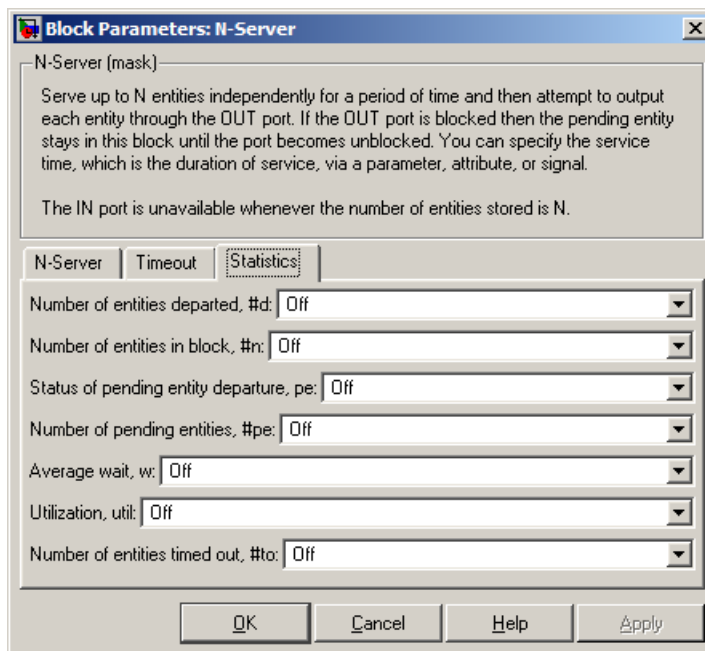 Block Parameters: N-Server
N-Server (mask)
Serve up to N entities independently for a period of time and then attempt to output
each entity through the OUT port. If the OUT port is blocked then the pending entity
stays in this block until the port becomes unblocked. You can specify the service
time, which is the duration of service, via a parameter, attribute, or signal.
The IN port is unavailable whenever the number of entities stored is N.
N-Server Timeout Statistics
Number of entities departed, #d: Off
Number of entities in block, #n: Off
Status of pending entity departure, pe: Off
Number of pending entities, #pe: Off
Average wait, w: Off
Utilization, util: Off
Number of entities timed out, #to: Off
OK Cancel Help Apply